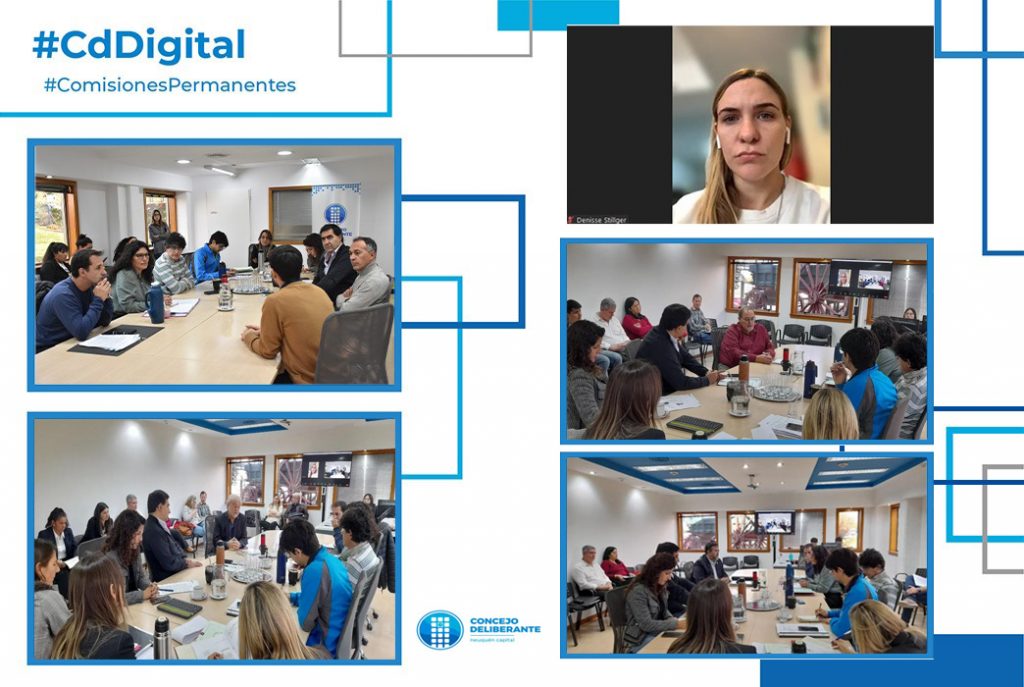 #CdDigital
#ComisionesPermanentes
Denisse Stillger
CONCEJO
DELIBERANTE
neuquén capital